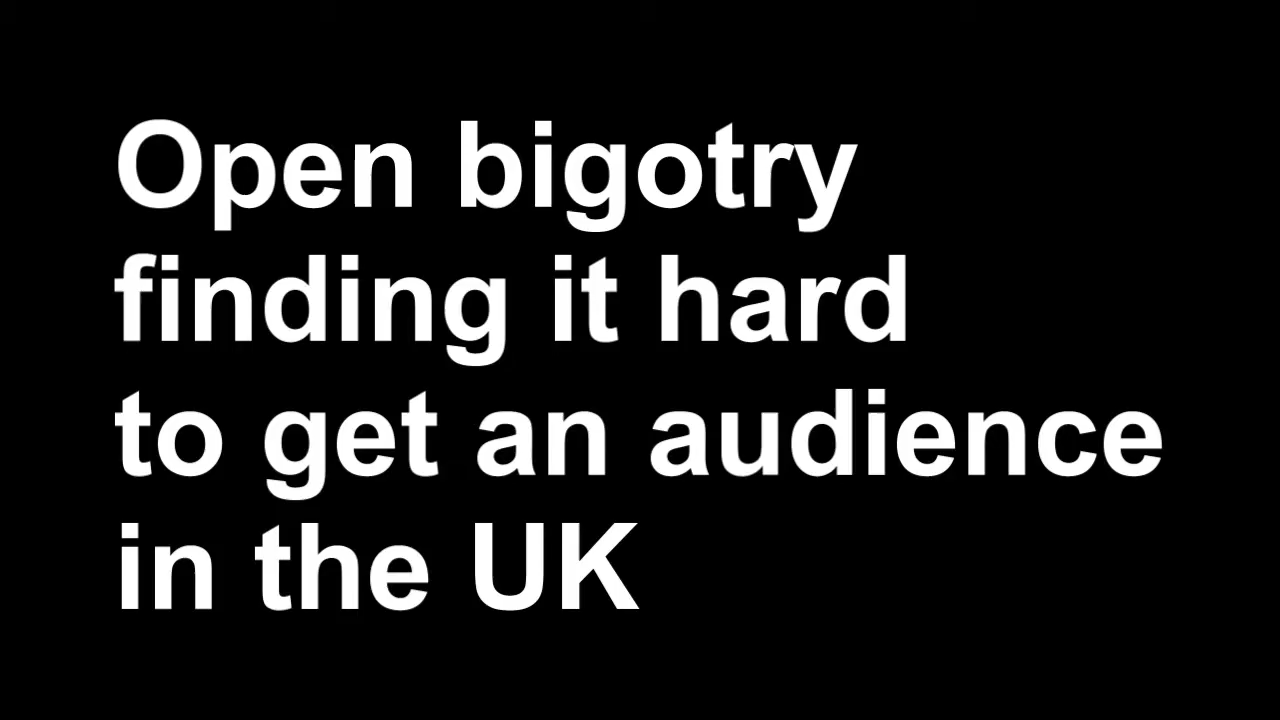 Open bigotry
finding it hard
to get an audience
in the UK